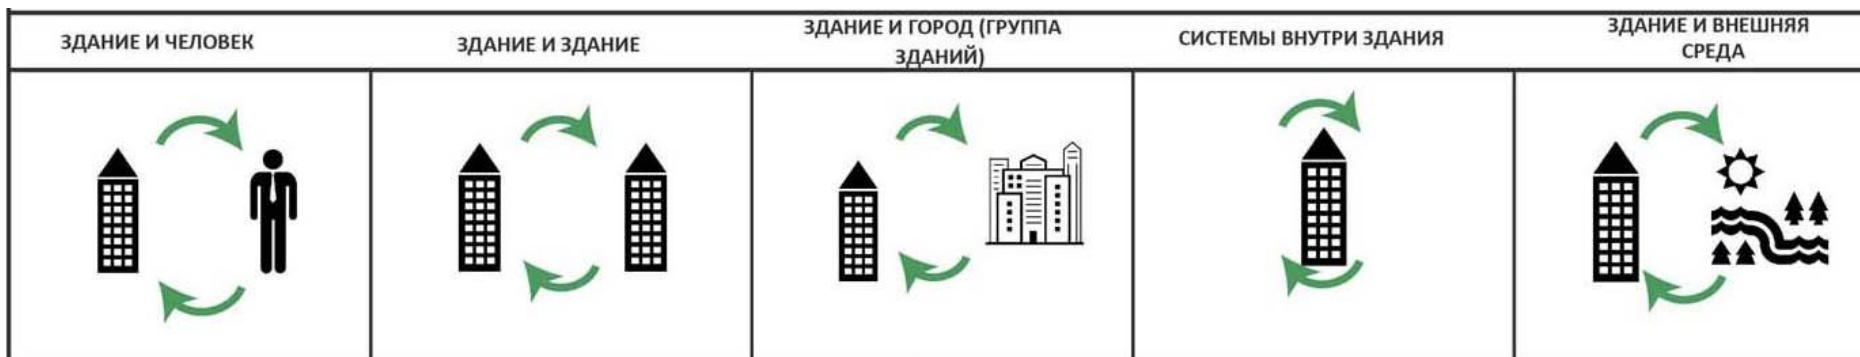 ЗДАНИЕ И ЧЕЛОВЕК
ЗДАНИЕ И ЗДАНИЕ
ЗДАНИЕ И ГОРОД (ГРУППА
ЗДАНИЙ)
СИСТЕМЫ ВНУТРИ ЗДАНИЯ
ЗДАНИЕ И ВНЕШНЯЯ
СРЕДА